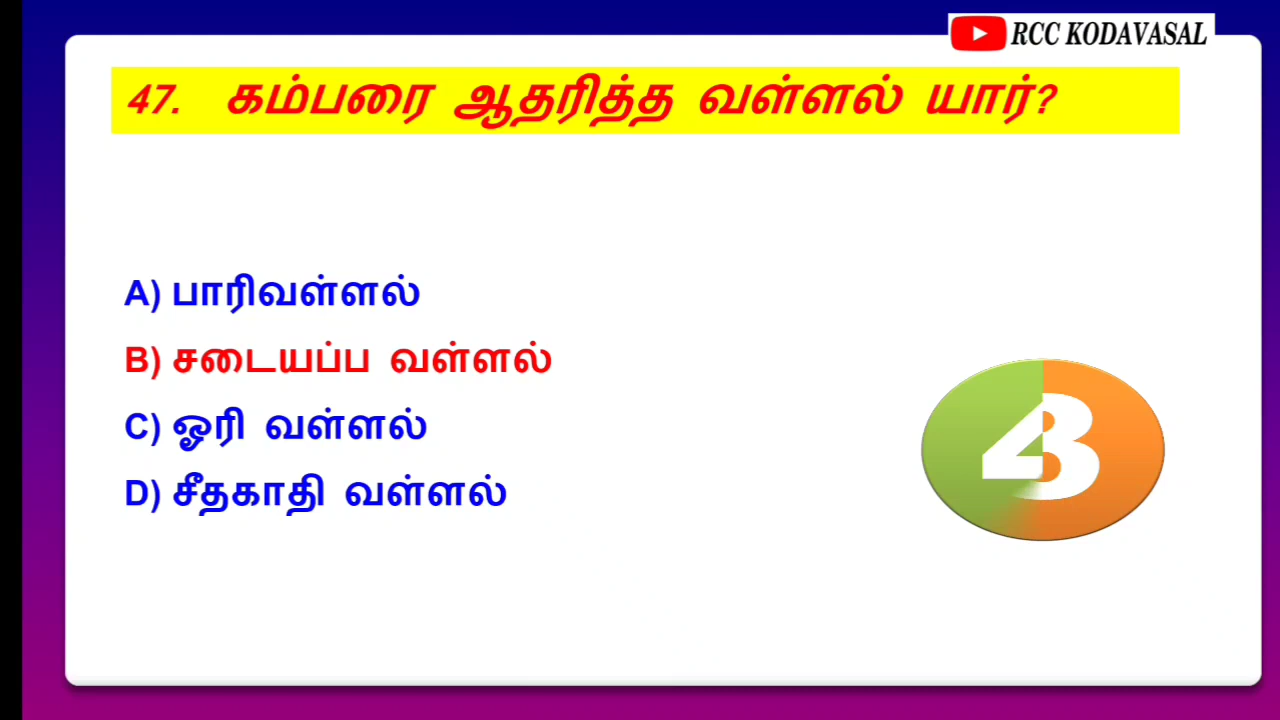 RCC KODAVASAL
47. கம்பரை ஆதரித்த வள்ளல் யார்?
A) பாரிவள்ளல்
B) சடையப்ப வள்ளல்
C) ஓரி வள்ளல்
D) சீதகாதி வள்ளல்